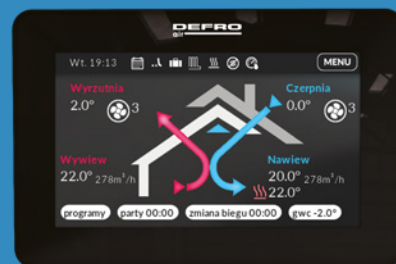 DEFRO
air
Wt. 19:13
MENU
Wyrzutnia
2.0°
3
Czerpnia
0.0°
3
Wywiew
22.0° 278m³/h
Nawiew
20.0° 278m³/h
22.0°
programy
party 00:00
zmiana biegu 00:00
gwc -2.0°